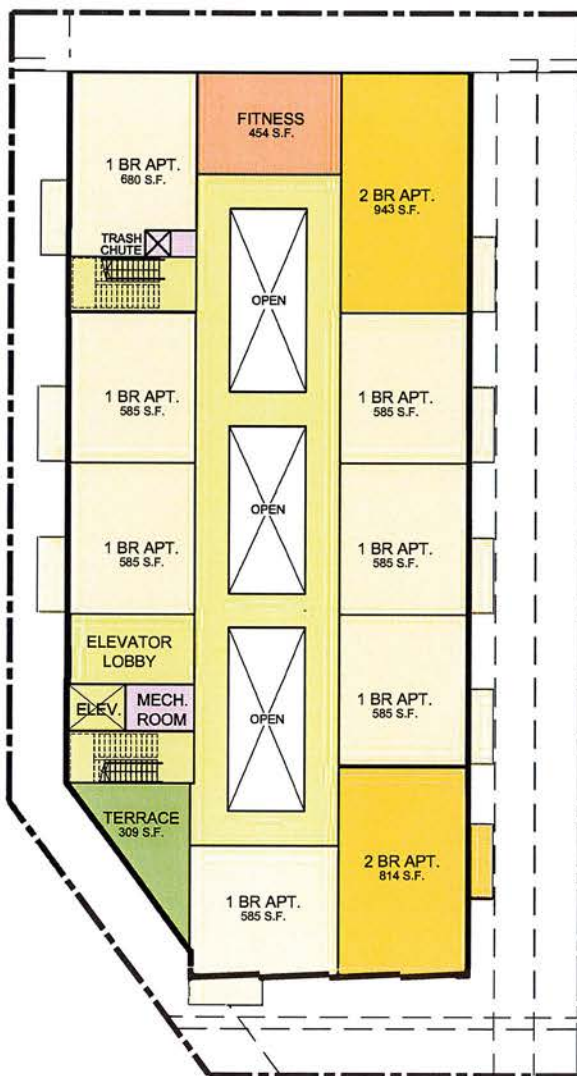 FITNESS
454 S.F.
1 BR APT.
680 S.F.
2 BR APT.
943 S.F.
TRASH
CHUTE
OPEN
1 BR APT.
585 S.F.
1 BR APT.
585 S.F.
OPEN
1 BR APT.
585 S.F.
1 BR APT.
585 S.F.
ELEVATOR
LOBBY
1 BR APT.
585 S.F.
ELEV.
MECH.
ROOM
OPEN
TERRACE
309 S.F.
2 BR APT.
814 S.F.
1 BR APT.
585 S.F.